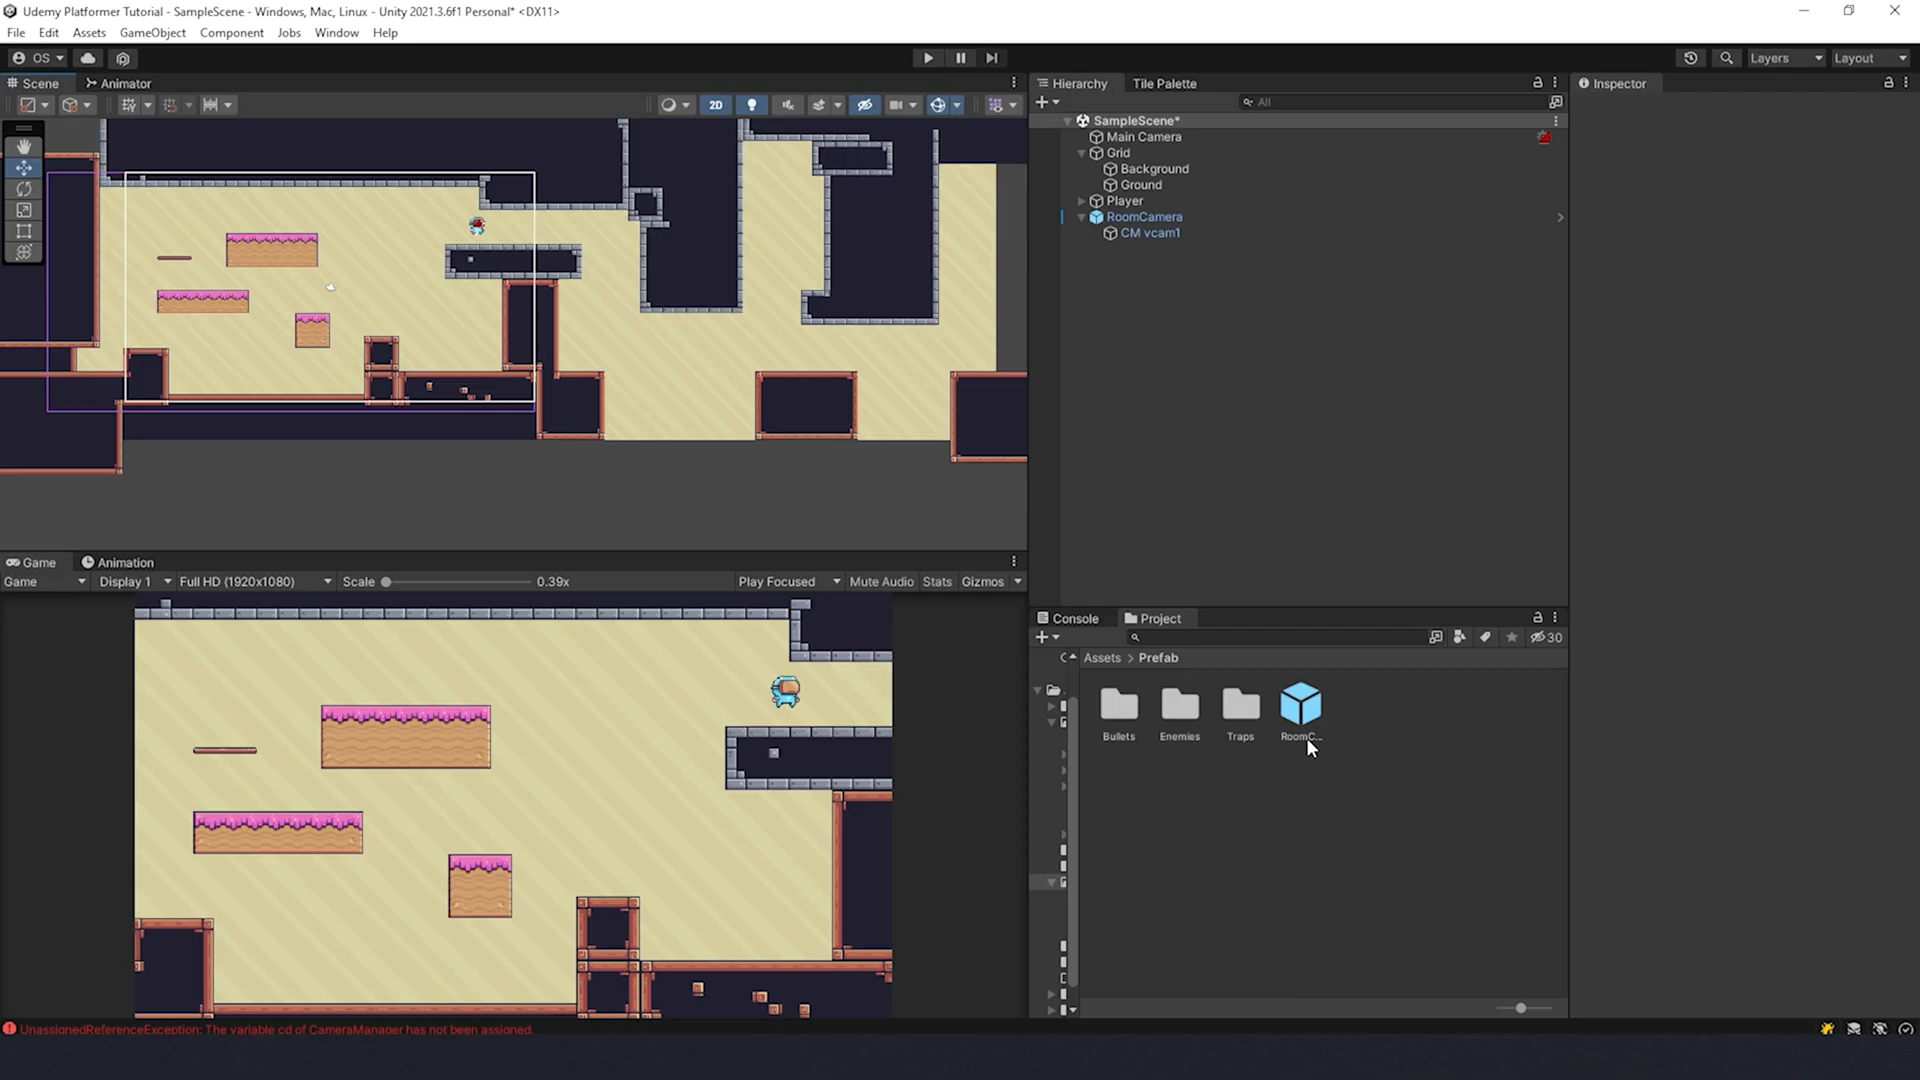 Udemy Platformer Tutorial - SampleScene - Windows, Mac, Linux - Unity 2021.3.6f1 Personal* <DX11>
File Edit Assets GameObject Component Jobs Window Help
OS Layers Layout
Scene Animator
2D
Hierarchy Tile Palette
All
SampleScene*
Main Camera
Grid
Background
Ground
Player
RoomCamera
CM vcam1
Inspector
Game Animation
Game Display 1 Full HD (1920x1080) Scale 0.39x Play Focused Mute Audio Stats Gizmos
Console Project
30
Assets > Prefab
Bullets Enemies Traps RoomC...
UnassignedReferenceException: The variable cd of CameraManager has not been assigned.